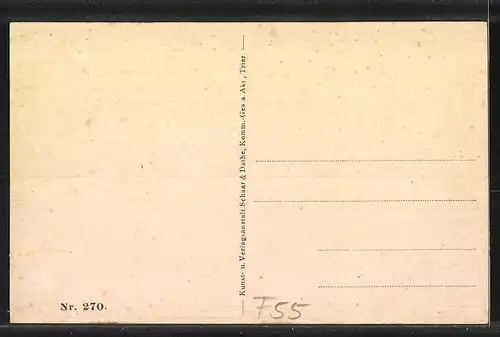 Kunst- u. Verlagsanstalt Schaar & Dathe, Komm.-Ges. a. Akt., Trier.
Nr. 270.
F55